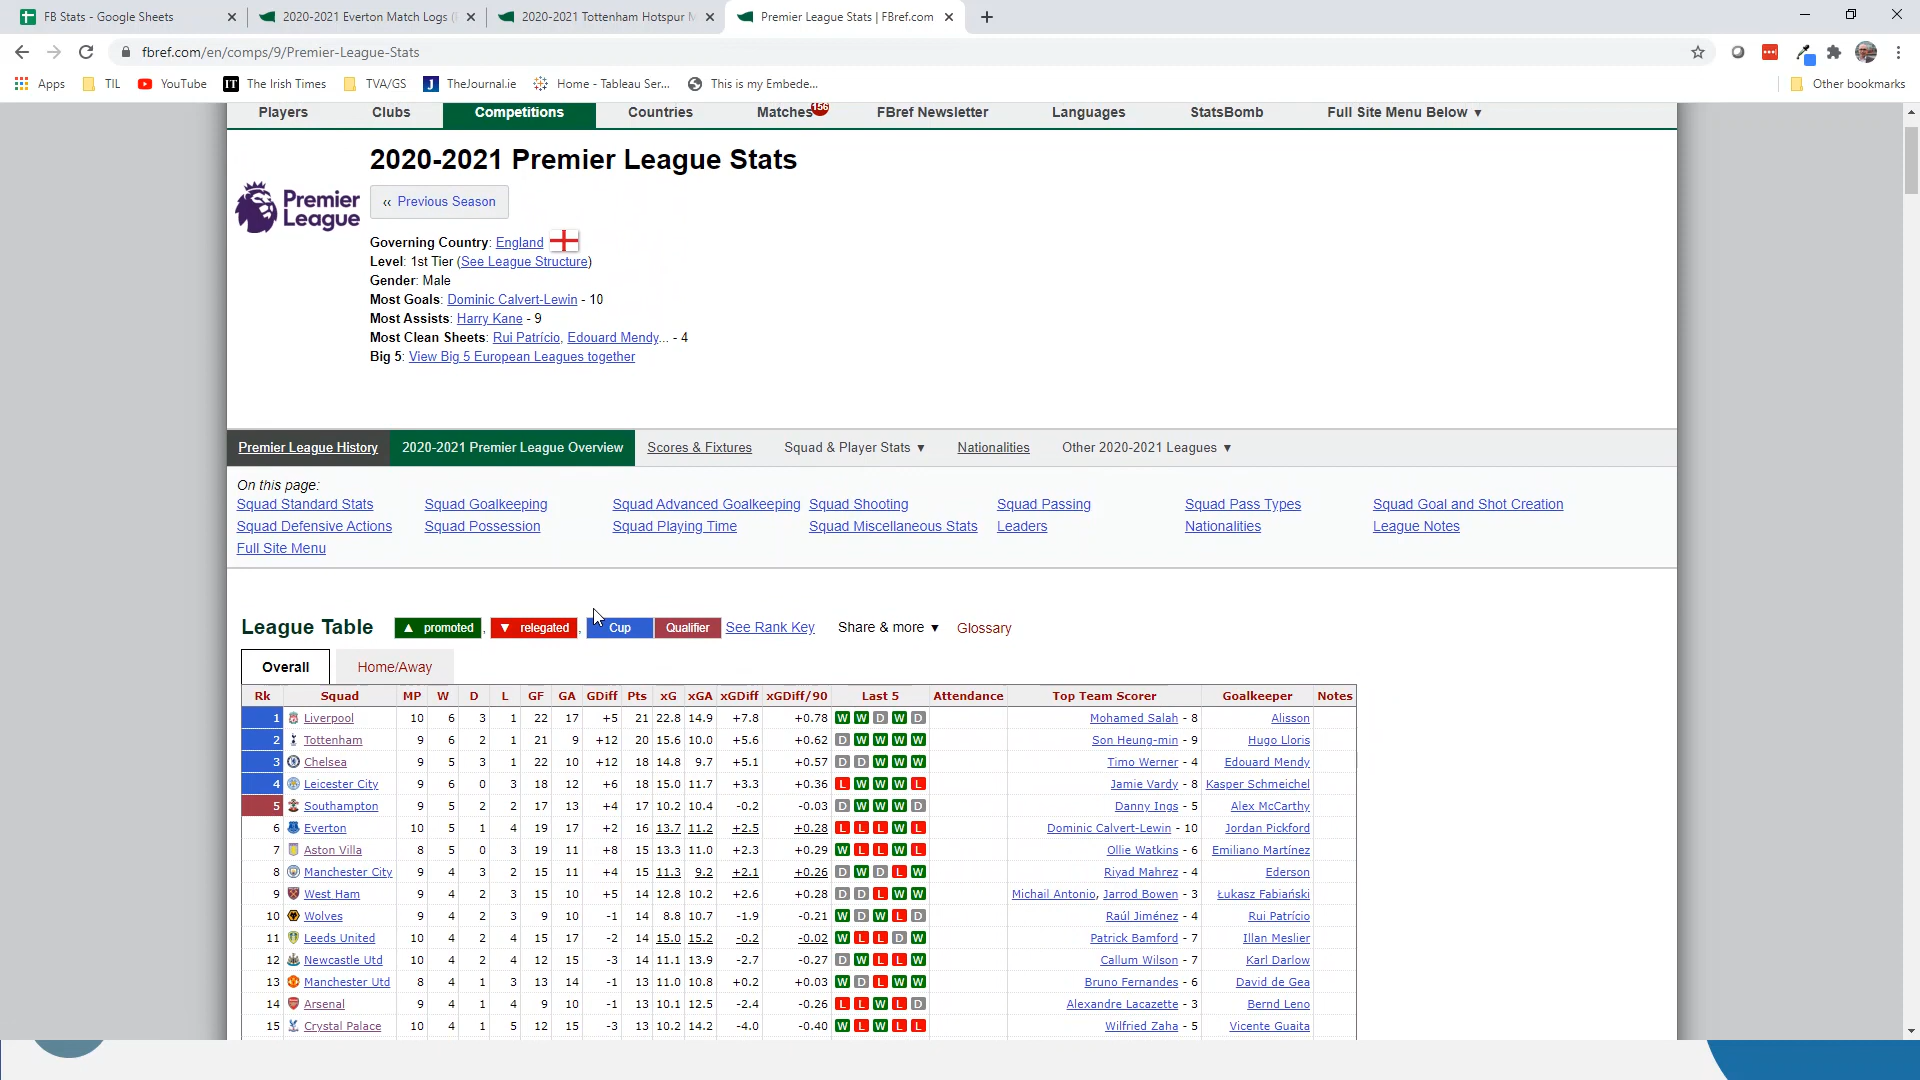 FB Stats - Google Sheets
2020-2021 Everton Match Logs (
2020-2021 Tottenham Hotspur M
Premier League Stats | FBref.com
fbref.com/en/comps/9/Premier-League-Stats
Apps TIL YouTube The Irish Times TVA/GS TheJournal.ie Home - Tableau Ser... This is my Embede... Other bookmarks
Players Clubs Competitions Countries Matches 156 FBref Newsletter Languages StatsBomb Full Site Menu Below ▼
2020-2021 Premier League Stats
Premier League
‹‹ Previous Season
Governing Country: England
Level: 1st Tier (See League Structure)
Gender: Male
Most Goals: Dominic Calvert-Lewin - 10
Most Assists: Harry Kane - 9
Most Clean Sheets: Rui Patrício, Edouard Mendy... - 4
Big 5: View Big 5 European Leagues together
Premier League History 2020-2021 Premier League Overview Scores & Fixtures Squad & Player Stats ▼ Nationalities Other 2020-2021 Leagues ▼
On this page:
Squad Standard Stats Squad Goalkeeping Squad Advanced Goalkeeping Squad Shooting Squad Passing Squad Pass Types Squad Goal and Shot Creation
Squad Defensive Actions Squad Possession Squad Playing Time Squad Miscellaneous Stats Leaders Nationalities League Notes
Full Site Menu
League Table ▲ promoted, ▼ relegated, Cup Qualifier See Rank Key Share & more ▼ Glossary
Overall Home/Away
Rk Squad MP W D L GF GA GDiff Pts xG xGA xGDiff xGDiff/90 Last 5 Attendance Top Team Scorer Goalkeeper Notes
1 Liverpool 10 6 3 1 22 17 +5 21 22.8 14.9 +7.8 +0.78 W W D W D Mohamed Salah - 8 Alisson
2 Tottenham 9 6 2 1 21 9 +12 20 15.6 10.0 +5.6 +0.62 D W W W W Son Heung-min - 9 Hugo Lloris
3 Chelsea 9 5 3 1 22 10 +12 18 14.8 9.7 +5.1 +0.57 D D W W W Timo Werner - 4 Edouard Mendy
4 Leicester City 9 6 0 3 18 12 +6 18 15.0 11.7 +3.3 +0.36 L W W W L Jamie Vardy - 8 Kasper Schmeichel
5 Southampton 9 5 2 2 17 13 +4 17 10.2 10.4 -0.2 -0.03 D W W W D Danny Ings - 5 Alex McCarthy
6 Everton 10 5 1 4 19 17 +2 16 13.7 11.2 +2.5 +0.28 L L L W L Dominic Calvert-Lewin - 10 Jordan Pickford
7 Aston Villa 8 5 0 3 19 11 +8 15 13.3 11.0 +2.3 +0.29 W L L W L Ollie Watkins - 6 Emiliano Martínez
8 Manchester City 9 4 3 2 15 11 +4 15 11.3 9.2 +2.1 +0.26 D W D L W Riyad Mahrez - 4 Ederson
9 West Ham 9 4 2 3 15 10 +5 14 12.8 10.2 +2.6 +0.28 D D L W W Michail Antonio, Jarrod Bowen - 3 Łukasz Fabiański
10 Wolves 9 4 2 3 9 10 -1 14 8.8 10.7 -1.9 -0.21 W D W L D Raúl Jiménez - 4 Rui Patrício
11 Leeds United 10 4 2 4 15 17 -2 14 15.0 15.2 -0.2 -0.02 W L L D W Patrick Bamford - 7 Illan Meslier
12 Newcastle Utd 10 4 2 4 12 15 -3 14 11.1 13.9 -2.7 -0.27 D W L L W Callum Wilson - 7 Karl Darlow
13 Manchester Utd 8 4 1 3 13 14 -1 13 11.0 10.8 +0.2 +0.03 W D L W W Bruno Fernandes - 6 David de Gea
14 Arsenal 9 4 1 4 9 10 -1 13 10.1 12.5 -2.4 -0.26 L L W L D Alexandre Lacazette - 3 Bernd Leno
15 Crystal Palace 10 4 1 5 12 15 -3 13 10.2 14.2 -4.0 -0.40 W L W L L Wilfried Zaha - 5 Vicente Guaita